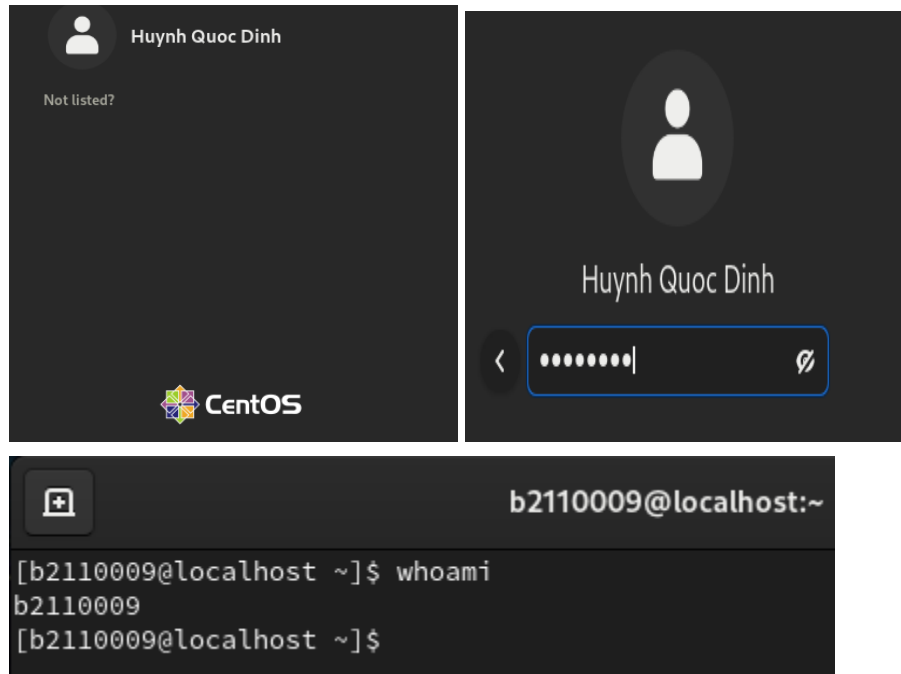 Huynh Quoc Dinh
Not listed?
CentOS
Huynh Quoc Dinh
b2110009@localhost:~
[b2110009@localhost ~]$ whoami
b2110009
[b2110009@localhost ~]$